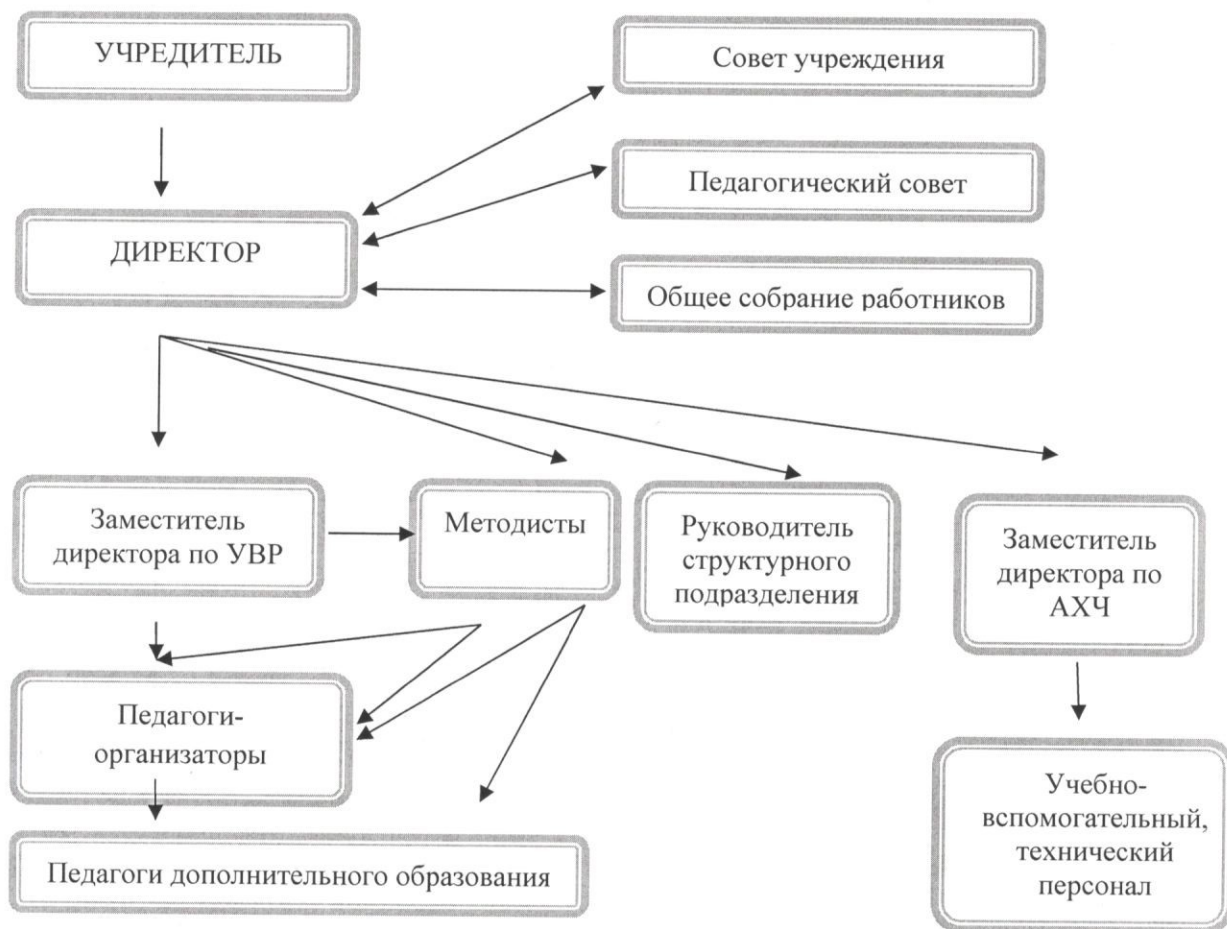 УЧРЕДИТЕЛЬ
Совет учреждения
Педагогический совет
ДИРЕКТОР
Общее собрание работников
Заместитель
директора по УВР
Методисты
Руководитель
структурного
подразделения
Заместитель
директора по
АХЧ
Педагоги-
организаторы
Учебно-
вспомогательный,
технический
персонал
Педагоги дополнительного образования